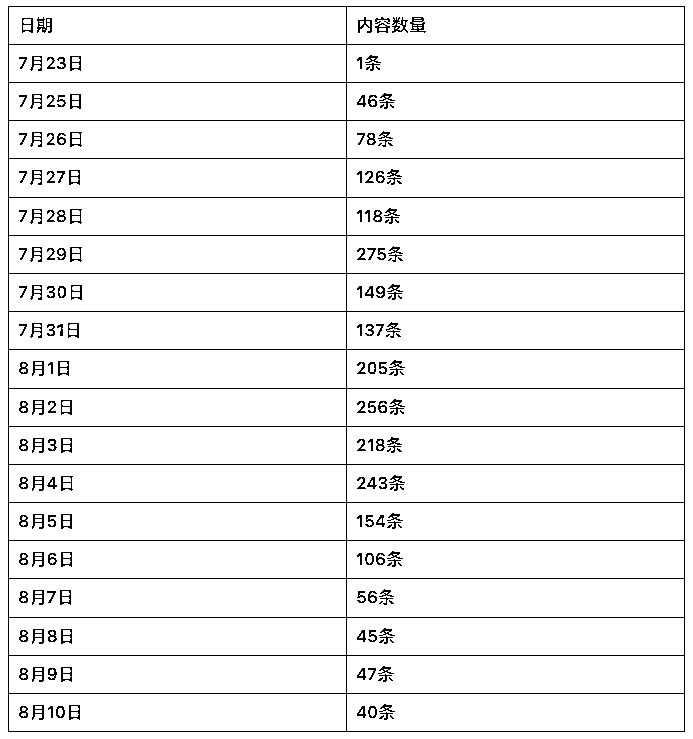 日期 内容数量
7月23日 1条
7月25日 46条
7月26日 78条
7月27日 126条
7月28日 118条
7月29日 275条
7月30日 149条
7月31日 137条
8月1日 205条
8月2日 256条
8月3日 218条
8月4日 243条
8月5日 154条
8月6日 106条
8月7日 56条
8月8日 45条
8月9日 47条
8月10日 40条